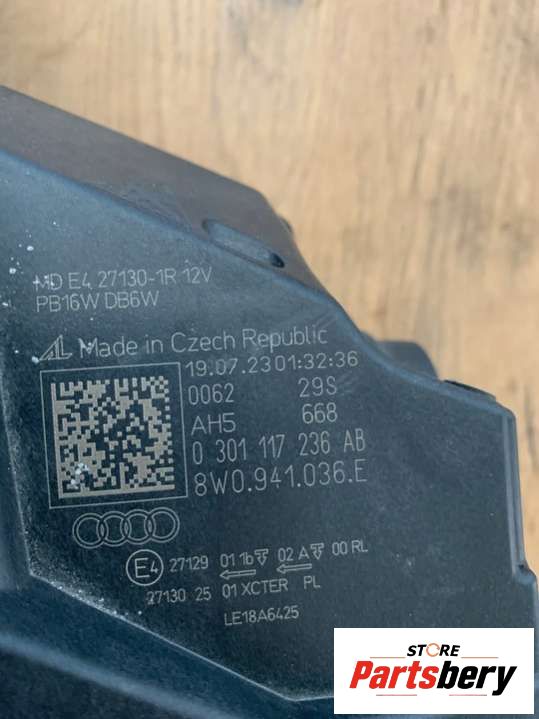 MD E4 27130-1R 12V
PB16W DB6W
AL Made in Czech Republic
19.07.23 01:32:36
0062 29S
AH5 668
0 301 117 236 AB
8W0.941.036.E
E4 27129 01 1b 02 A 00 RL
27130 25 01 XCTER PL
LE18A6425
STORE
Partsbery